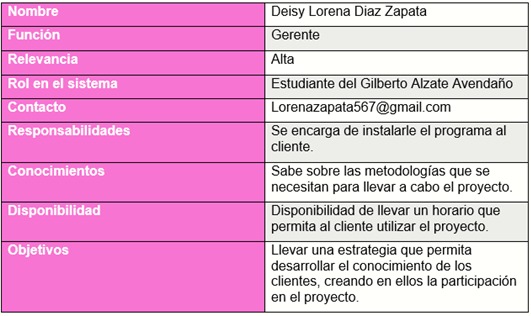 Nombre Deisy Lorena Diaz Zapata
Función Gerente
Relevancia Alta
Rol en el sistema Estudiante del Gilberto Alzate Avendaño
Contacto Lorenazapata567@gmail.com
Responsabilidades Se encarga de instalarle el programa al
cliente.
Conocimientos Sabe sobre las metodologías que se
necesitan para llevar a cabo el proyecto.
Disponibilidad Disponibilidad de llevar un horario que
permita al cliente utilizar el proyecto.
Objetivos Llevar una estrategia que permita
desarrollar el conocimiento de los
clientes, creando en ellos la participación
en el proyecto.